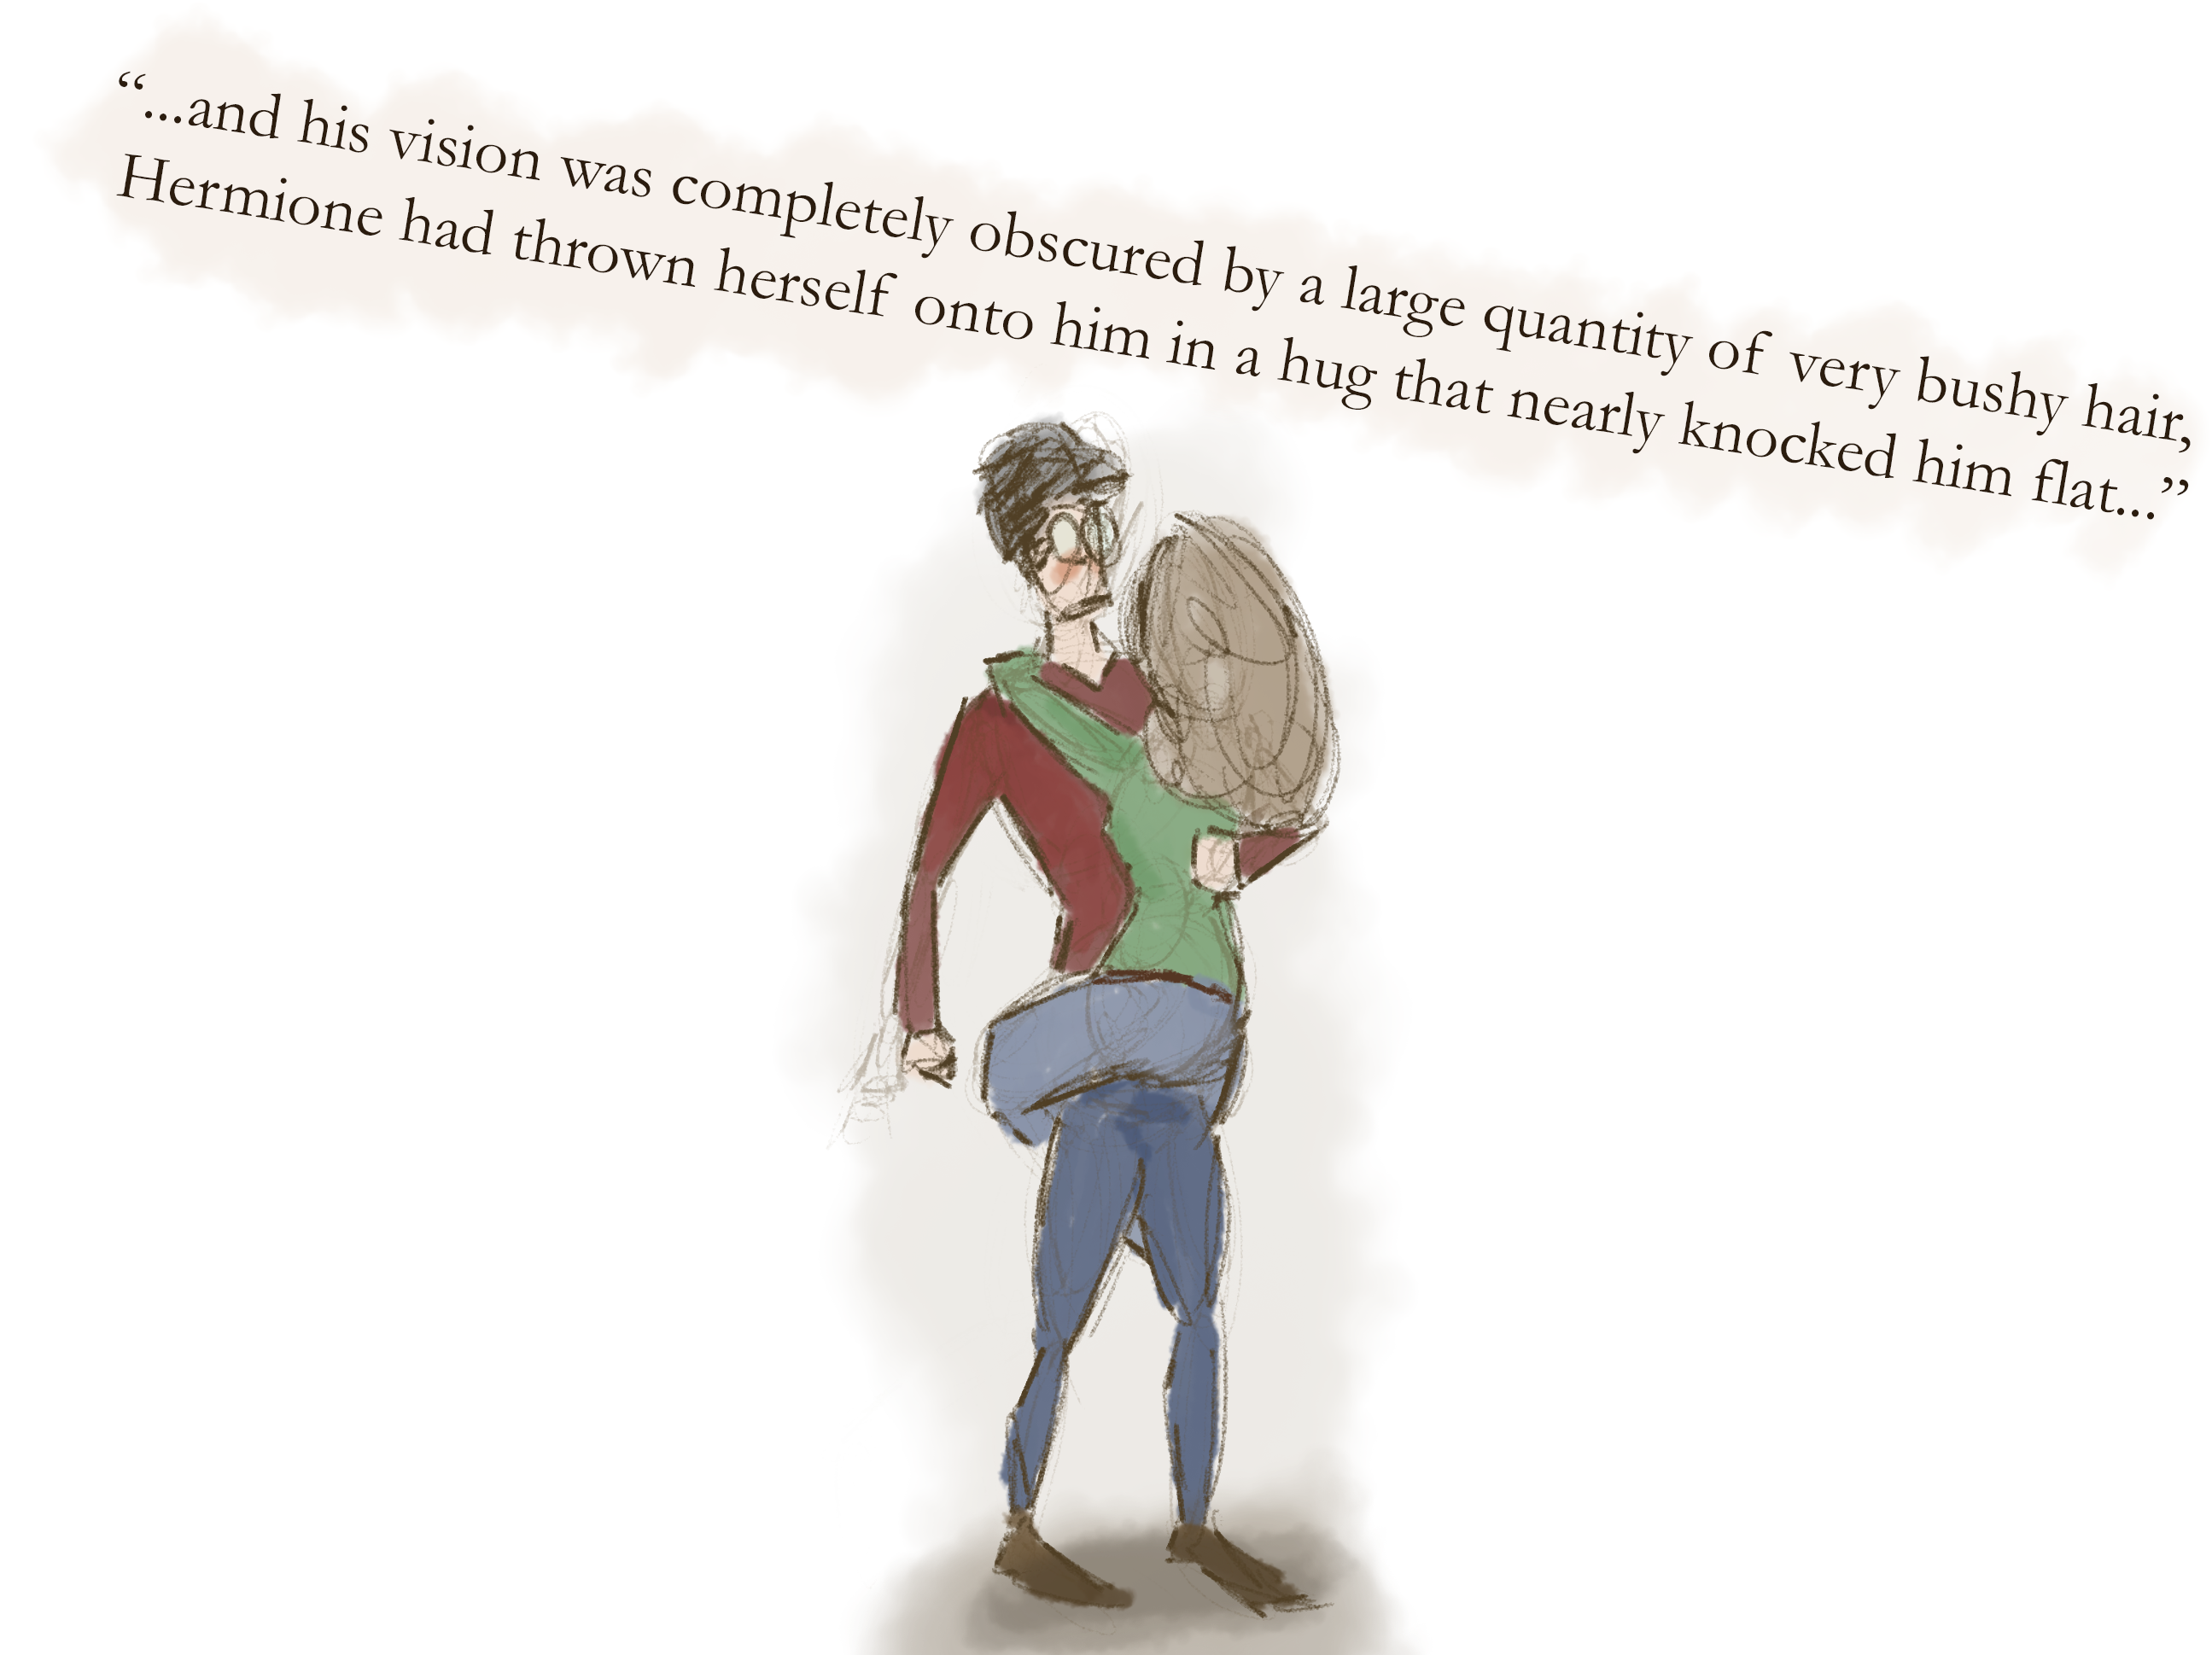 “...and his vision was completely obscured by a large quantity of very bushy hair,
Hermione had thrown herself onto him in a hug that nearly knocked him flat...”